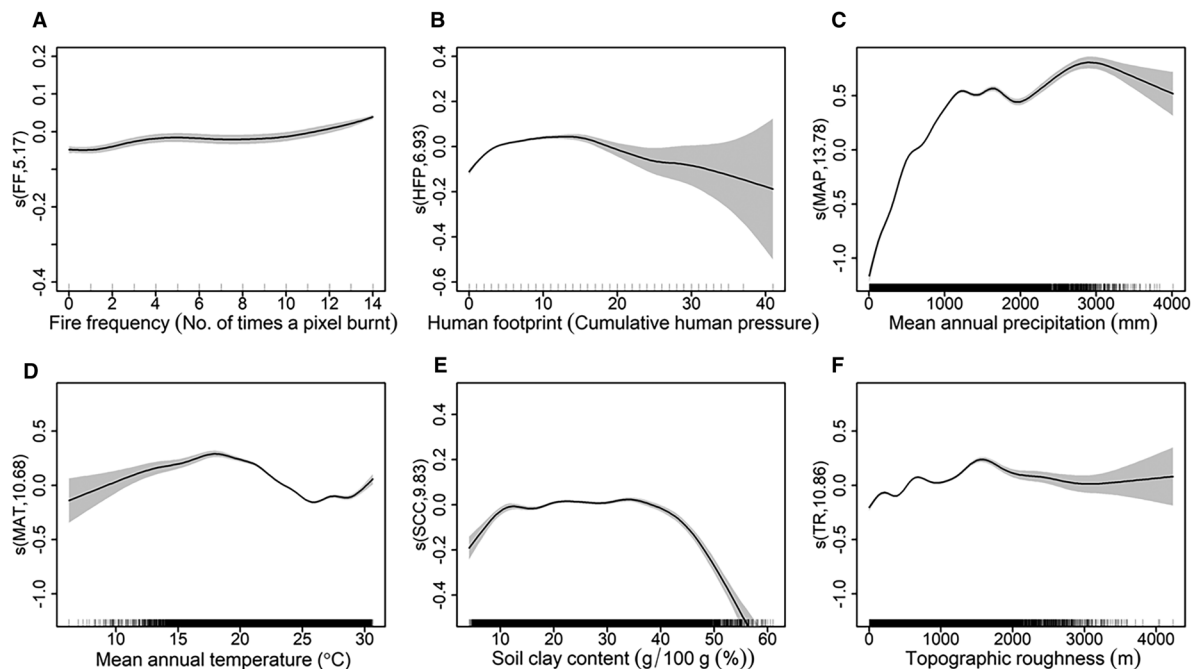 A
s(FF,5.17)
0.2
0.1
0.0
-0.2
-0.4
0 2 4 6 8 10 12 14
Fire frequency (No. of times a pixel burnt)
B
s(HFP,6.93)
0.4
0.2
0.0
-0.2
-0.4
-0.6
0 10 20 30 40
Human footprint (Cumulative human pressure)
C
s(MAP,13.78)
0.5
0.0
-0.5
-1.0
0 1000 2000 3000 4000
Mean annual precipitation (mm)
D
s(MAT,10.68)
0.5
0.0
-0.5
-1.0
10 15 20 25 30
Mean annual temperature (°C)
E
s(SCC,9.83)
0.4
0.2
0.0
-0.2
-0.4
10 20 30 40 50 60
Soil clay content (g/100 g (%))
F
s(TR,10.86)
0.5
0.0
-0.5
-1.0
0 1000 2000 3000 4000
Topographic roughness (m)